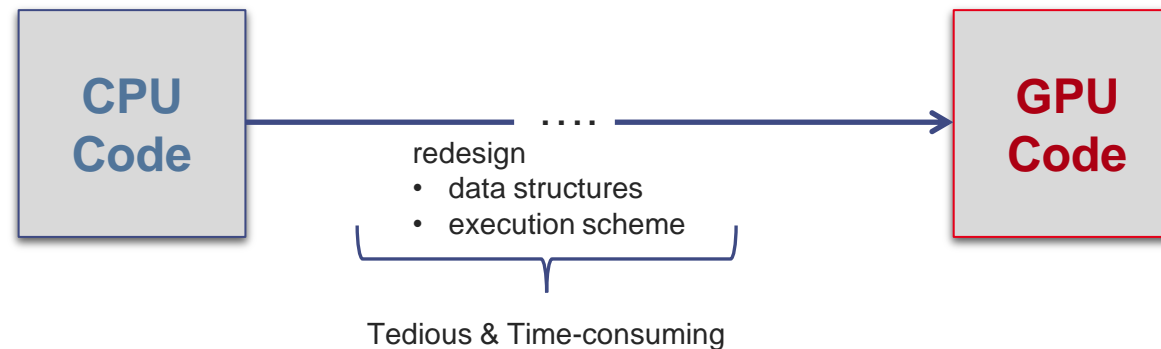 CPU
Code
....
GPU
Code
redesign
• data structures
• execution scheme
Tedious & Time-consuming